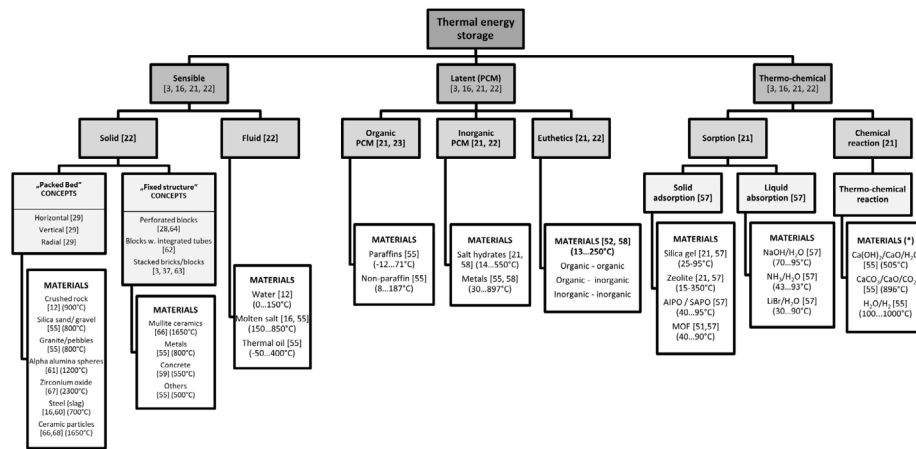 Thermal energy
storage
Sensible
[3, 16, 21, 22]
Latent (PCM)
[3, 16, 21, 22]
Thermo-chemical
[3, 16, 21, 22]
Solid [22]
Fluid [22]
Organic
PCM [21, 23]
Inorganic
PCM [21, 22]
Euthetics [21, 22]
Sorption [21]
Chemical
reaction [21]
„Packed Bed"
CONCEPTS
Horizontal [29]
Vertical [29]
Radial [29]
„Fixed structure"
CONCEPTS
Perforated blocks
[28,64]
Blocks w. integrated tubes
[62]
Stacked bricks/blocks
[3, 37, 63]
Solid
adsorption [57]
Liquid
absorption [57]
Thermo-chemical
reaction
MATERIALS
Crushed rock
[12] (900°C)
Silica sand/ gravel
[55] (800°C)
Granite/pebbles
[55] (800°C)
Alpha alumina spheres
[61] (1200°C)
Zirconium oxide
[67] (2300°C)
Steel (slag)
[16,60] (700°C)
Ceramic particles
[66,68] (1650°C)
MATERIALS
Mullite ceramics
[66] (1650°C)
Metals
[55] (800°C)
Concrete
[59] (550°C)
Others
[55] (500°C)
MATERIALS
Water [12]
(0...150°C)
Molten salt [16, 55]
(150...850°C)
Thermal oil [55]
(-50...400°C)
MATERIALS
Paraffins [55]
(-12...71°C)
Non-paraffin [55]
(8...187°C)
MATERIALS
Salt hydrates [21,
58] (14...550°C)
Metals [55, 58]
(30...897°C)
MATERIALS [52, 58]
(13...250°C)
Organic - organic
Organic - inorganic
Inorganic - inorganic
MATERIALS
Silica gel [21, 57]
(25-95°C)
Zeolite [21, 57]
(15-350°C)
AlPO / SAPO [57]
(40...95°C)
MOF [51,57]
(40...90°C)
MATERIALS
NaOH/H₂O [57]
(70...95°C)
NH₃/H₂O [57]
(43...93°C)
LiBr/H₂O [57]
(30...90°C)
MATERIALS (*)
Ca(OH)₂/CaO/H₂O
[55] (505°C)
CaCO₃/CaO/CO₂
[55] (896°C)
H₂O/H₂ [55]
(100...1000°C)